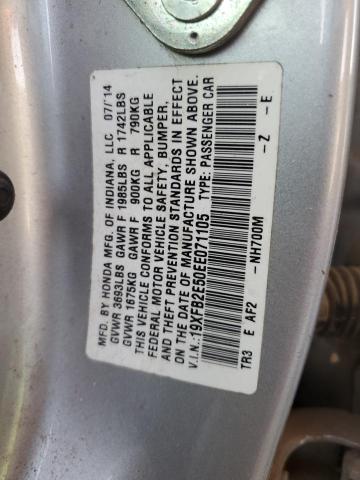 MFD. BY HONDA MFG. OF INDIANA, LLC 07/'14
GVWR 3693LBS GAWR F 1985LBS R 1742LBS
GVWR 1675KG GAWR F 900KG R 790KG
THIS VEHICLE CONFORMS TO ALL APPLICABLE
FEDERAL MOTOR VEHICLE SAFETY, BUMPER,
AND THEFT PREVENTION STANDARDS IN EFFECT
ON THE DATE OF MANUFACTURE SHOWN ABOVE.
V.I.N.:19XFB2F50EE071105 TYPE: PASSENGER CAR
TR3 E AF2 -NH700M -Z -E